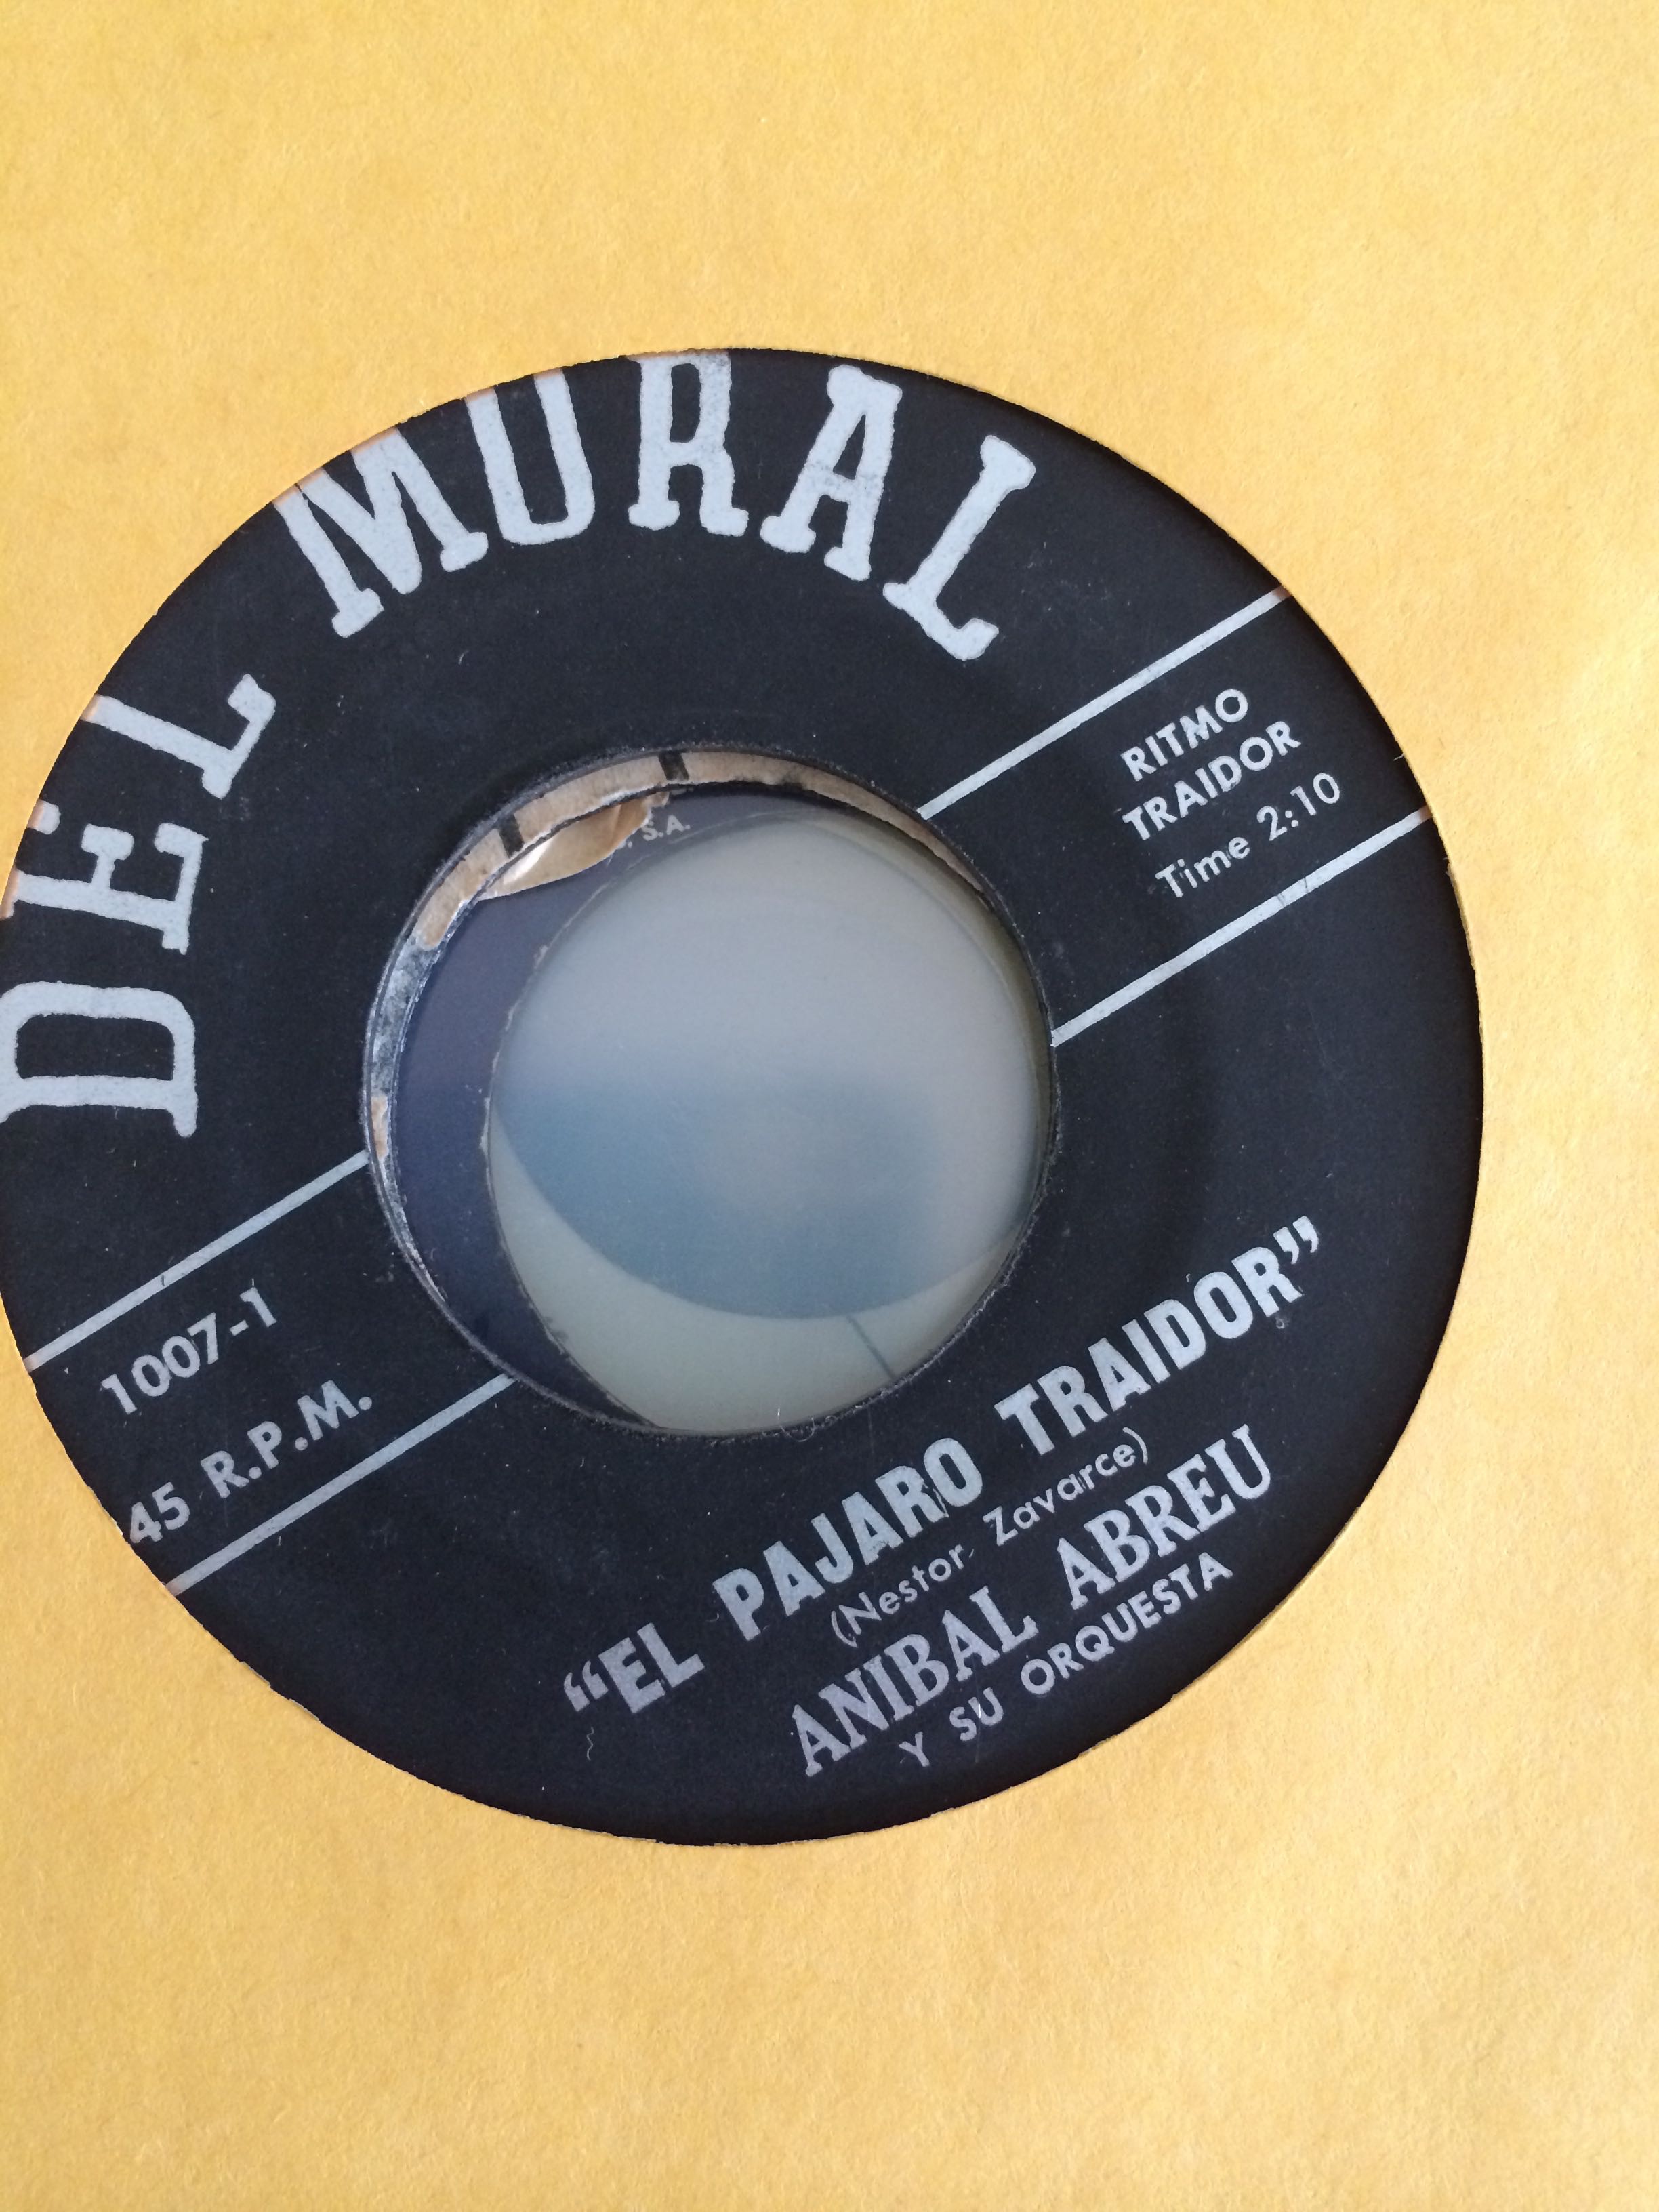 DEL MURAL
RITMO
TRAIDOR
Time 2:10
S.A.
1007-1
45 R.P.M.
"EL PAJARO TRAIDOR"
(Nestor Zavarce)
ANIBAL ABREU
Y SU ORQUESTA